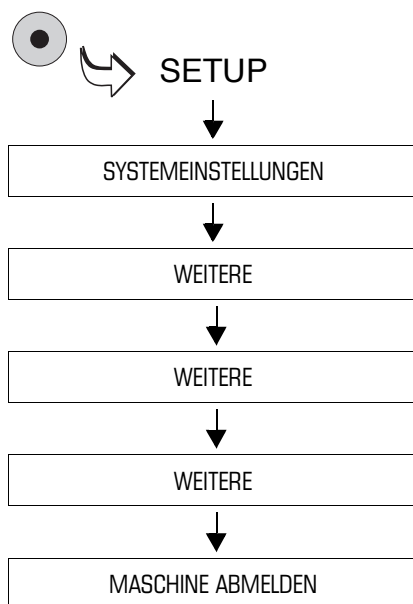 SETUP
SYSTEMEINSTELLUNGEN
WEITERE
WEITERE
WEITERE
MASCHINE ABMELDEN